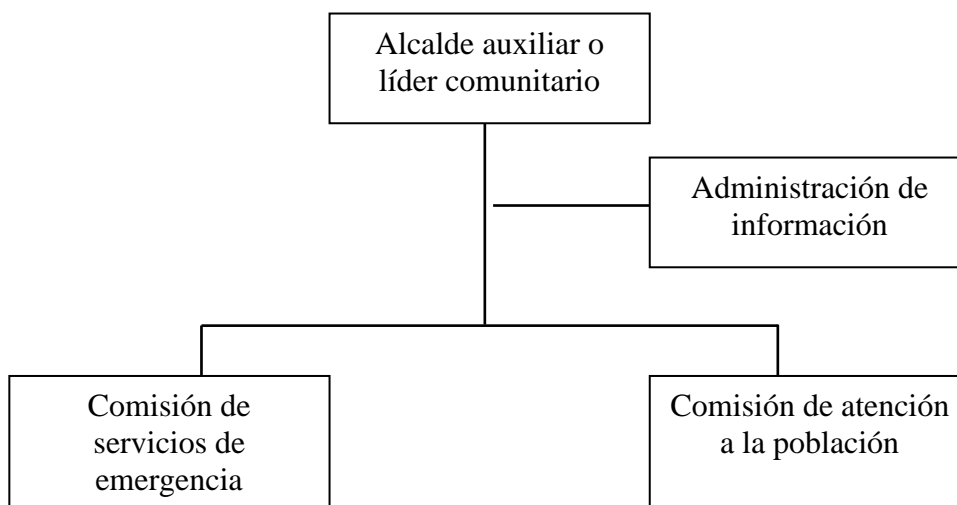 Alcalde auxiliar o
líder comunitario
Administración de
información
Comisión de
servicios de
emergencia
Comisión de atención
a la población